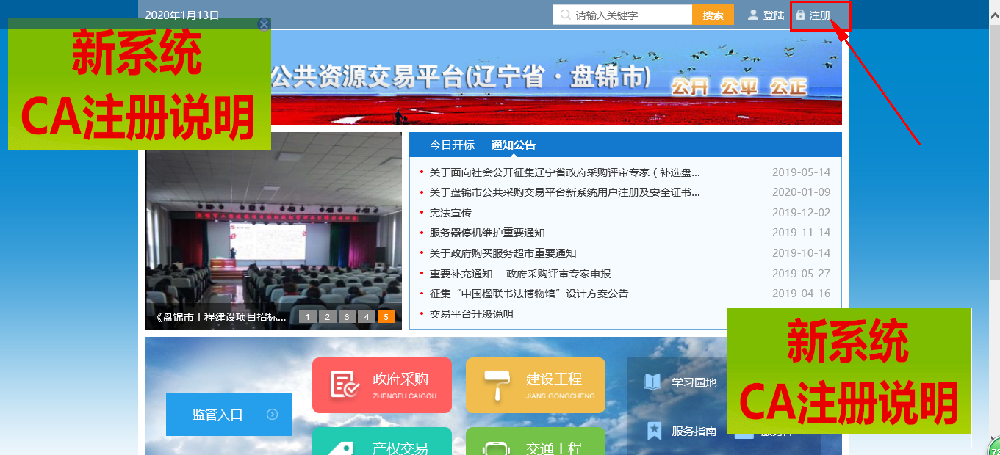 2020年1月13日
请输入关键字
搜索
登陆
注册
新系统
CA注册说明
公共资源交易平台(辽宁省·盘锦市)
公开 公平 公正
今日开标 通知公告
关于面向社会公开征集辽宁省政府采购评审专家（补选盘... 2019-05-14
关于盘锦市公共采购交易平台新系统用户注册及安全证书... 2020-01-09
宪法宣传 2019-12-02
服务器停机维护重要通知 2019-11-14
关于政府购买服务超市重要通知 2019-10-14
重要补充通知---政府采购评审专家申报 2019-05-27
征集“中国楹联书法博物馆”设计方案公告 2019-04-16
交易平台升级说明
《盘锦市工程建设项目招标... 1 2 3 4 5
监管入口
政府采购
ZHENGFU CAIGOU
建设工程
JIANS GONGCHENG
产权交易
交通工程
学习园地
服务指南
新系统
CA注册说明